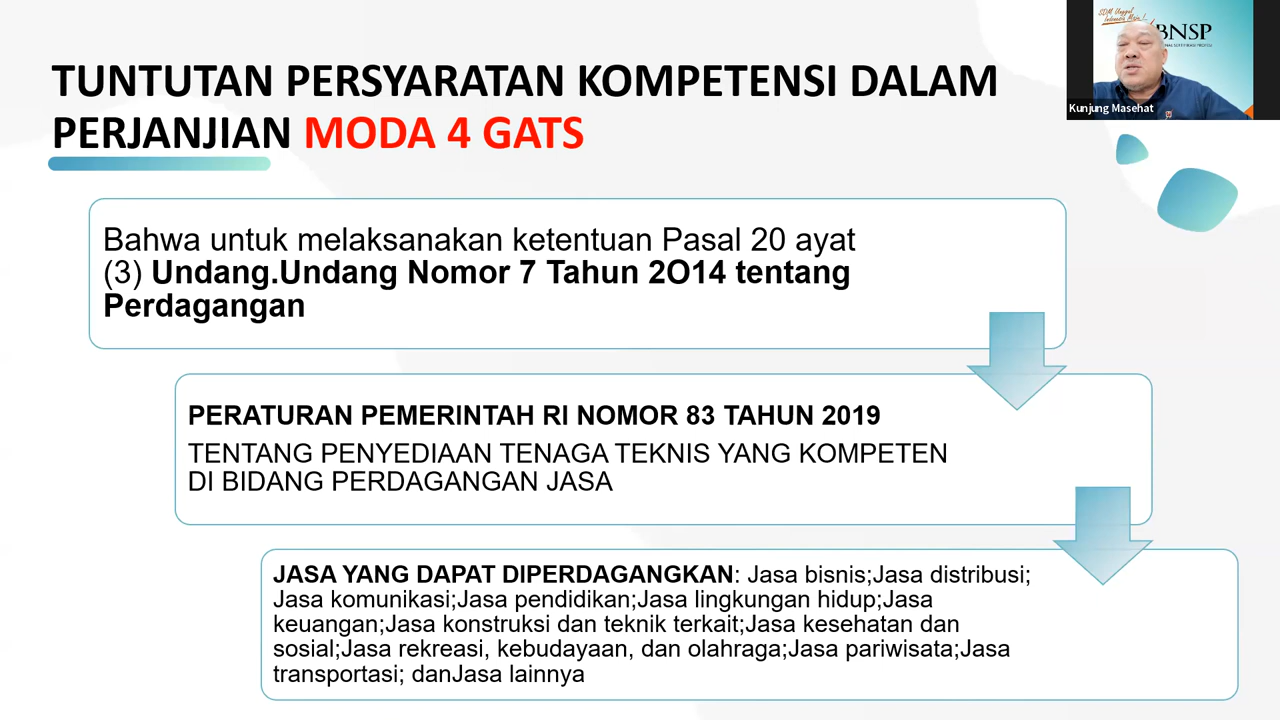 TUNTUTAN PERSYARATAN KOMPETENSI DALAM
PERJANJIAN MODA 4 GATS
SDM Unggul
Indonesia Maju!
BNSP
Kunjung Masehat
Bahwa untuk melaksanakan ketentuan Pasal 20 ayat
(3) Undang.Undang Nomor 7 Tahun 2O14 tentang
Perdagangan
PERATURAN PEMERINTAH RI NOMOR 83 TAHUN 2019
TENTANG PENYEDIAAN TENAGA TEKNIS YANG KOMPETEN
DI BIDANG PERDAGANGAN JASA
JASA YANG DAPAT DIPERDAGANGKAN: Jasa bisnis;Jasa distribusi;
Jasa komunikasi;Jasa pendidikan;Jasa lingkungan hidup;Jasa
keuangan;Jasa konstruksi dan teknik terkait;Jasa kesehatan dan
sosial;Jasa rekreasi, kebudayaan, dan olahraga;Jasa pariwisata;Jasa
transportasi; danJasa lainnya